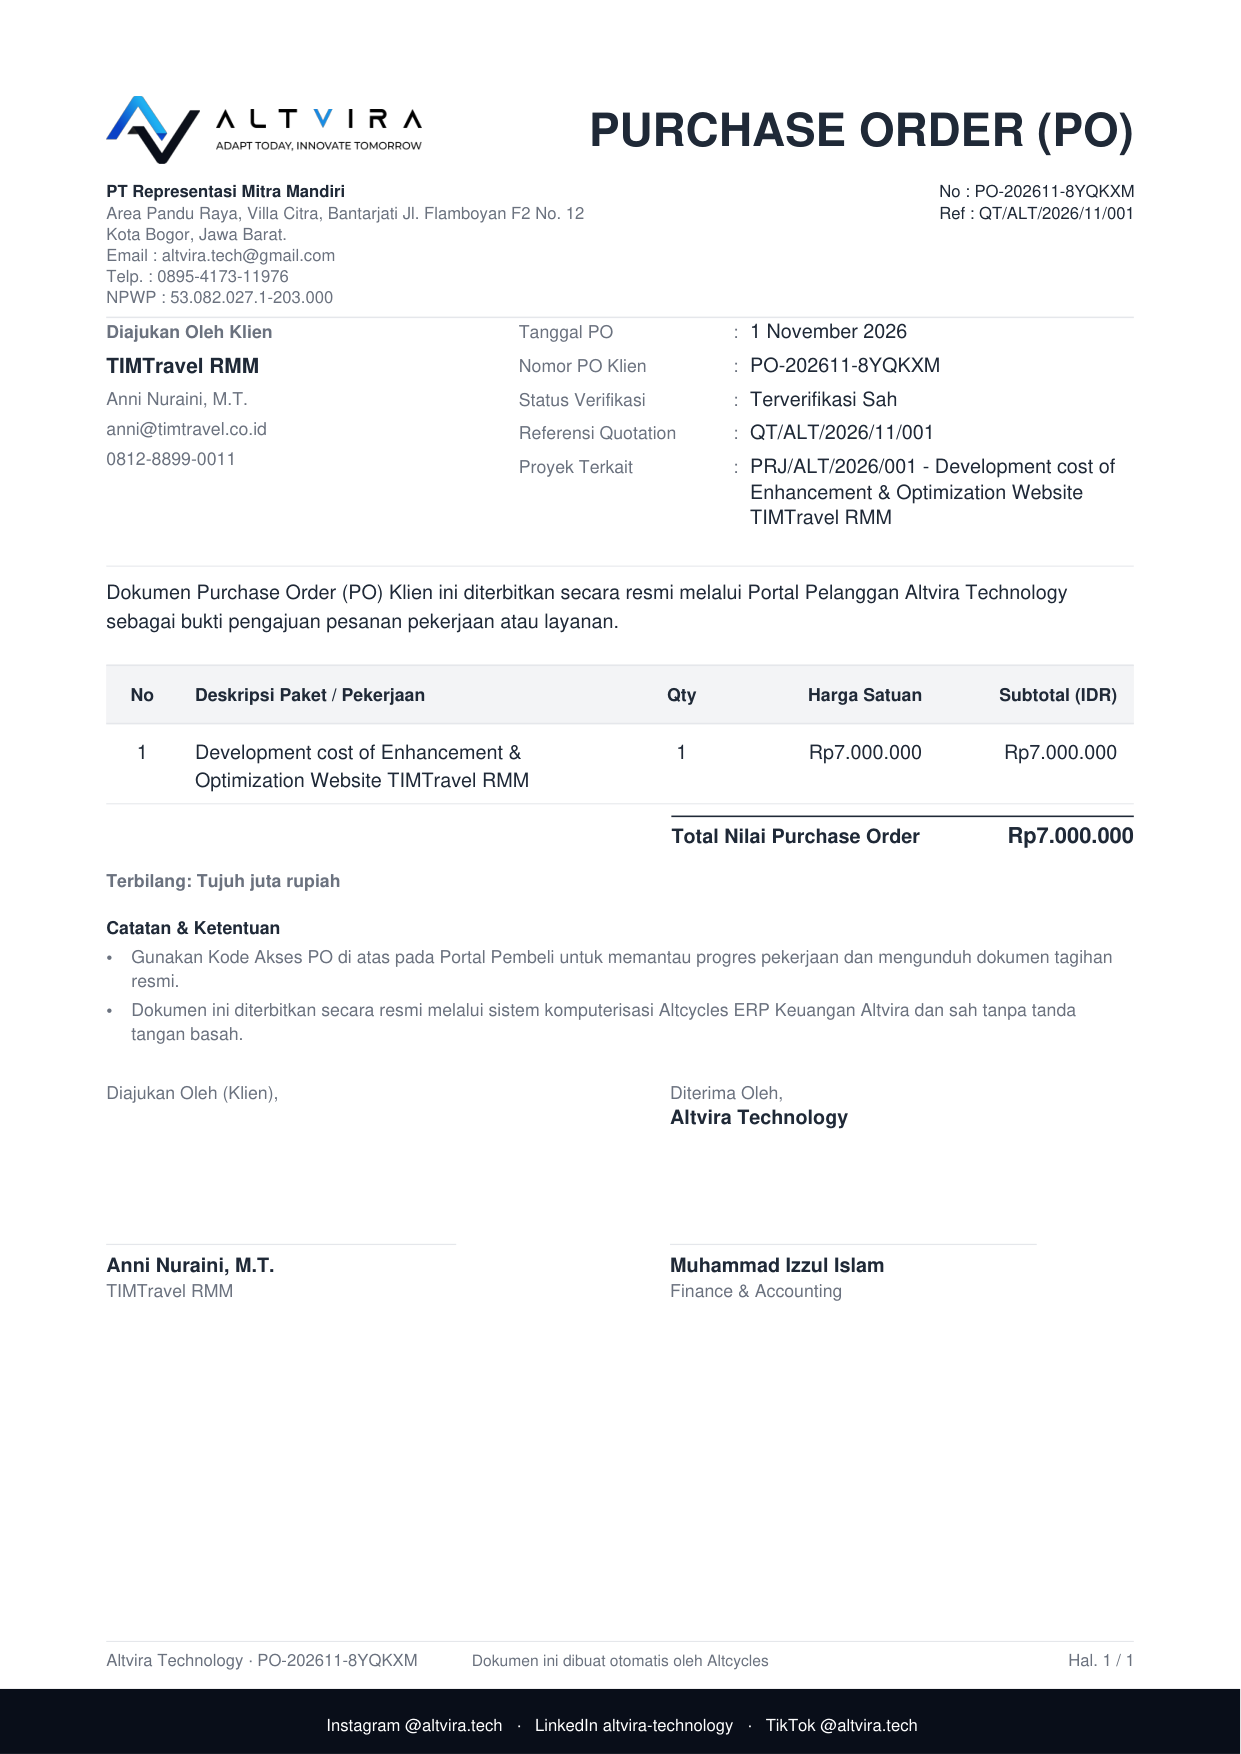 ALTVIRA
ADAPT TODAY, INNOVATE TOMORROW
PURCHASE ORDER (PO)
PT Representasi Mitra Mandiri
Area Pandu Raya, Villa Citra, Bantarjati Jl. Flamboyan F2 No. 12
Kota Bogor, Jawa Barat.
Email : altvira.tech@gmail.com
Telp. : 0895-4173-11976
NPWP : 53.082.027.1-203.000
No : PO-202611-8YQKXM
Ref : QT/ALT/2026/11/001
Diajukan Oleh Klien
TIMTravel RMM
Anni Nuraini, M.T.
anni@timtravel.co.id
0812-8899-0011
Tanggal PO : 1 November 2026
Nomor PO Klien : PO-202611-8YQKXM
Status Verifikasi : Terverifikasi Sah
Referensi Quotation : QT/ALT/2026/11/001
Proyek Terkait : PRJ/ALT/2026/001 - Development cost of
Enhancement & Optimization Website
TIMTravel RMM
Dokumen Purchase Order (PO) Klien ini diterbitkan secara resmi melalui Portal Pelanggan Altvira Technology
sebagai bukti pengajuan pesanan pekerjaan atau layanan.
No Deskripsi Paket / Pekerjaan Qty Harga Satuan Subtotal (IDR)
1 Development cost of Enhancement & 1 Rp7.000.000 Rp7.000.000
Optimization Website TIMTravel RMM
Total Nilai Purchase Order Rp7.000.000
Terbilang: Tujuh juta rupiah
Catatan & Ketentuan
• Gunakan Kode Akses PO di atas pada Portal Pembeli untuk memantau progres pekerjaan dan mengunduh dokumen tagihan
resmi.
• Dokumen ini diterbitkan secara resmi melalui sistem komputerisasi Altcycles ERP Keuangan Altvira dan sah tanpa tanda
tangan basah.
Diajukan Oleh (Klien),
Diterima Oleh,
Altvira Technology
Anni Nuraini, M.T.
TIMTravel RMM
Muhammad Izzul Islam
Finance & Accounting
Altvira Technology · PO-202611-8YQKXM Dokumen ini dibuat otomatis oleh Altcycles Hal. 1 / 1
Instagram @altvira.tech · LinkedIn altvira-technology · TikTok @altvira.tech